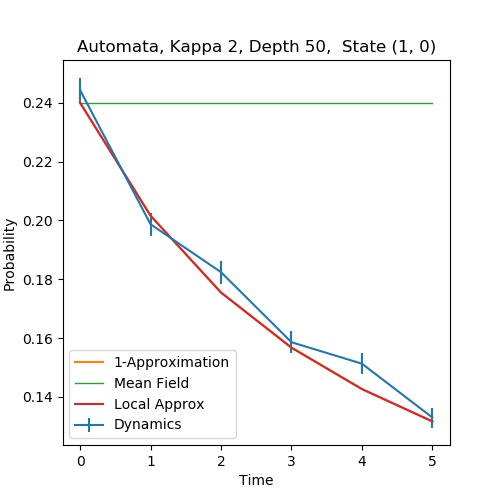 Automata, Kappa 2, Depth 50,  State (1, 0)
0.24
0.22
0.20
0.18
0.16
0.14
Probability
1-Approximation
Mean Field
Local Approx
Dynamics
0 1 2 3 4 5
Time